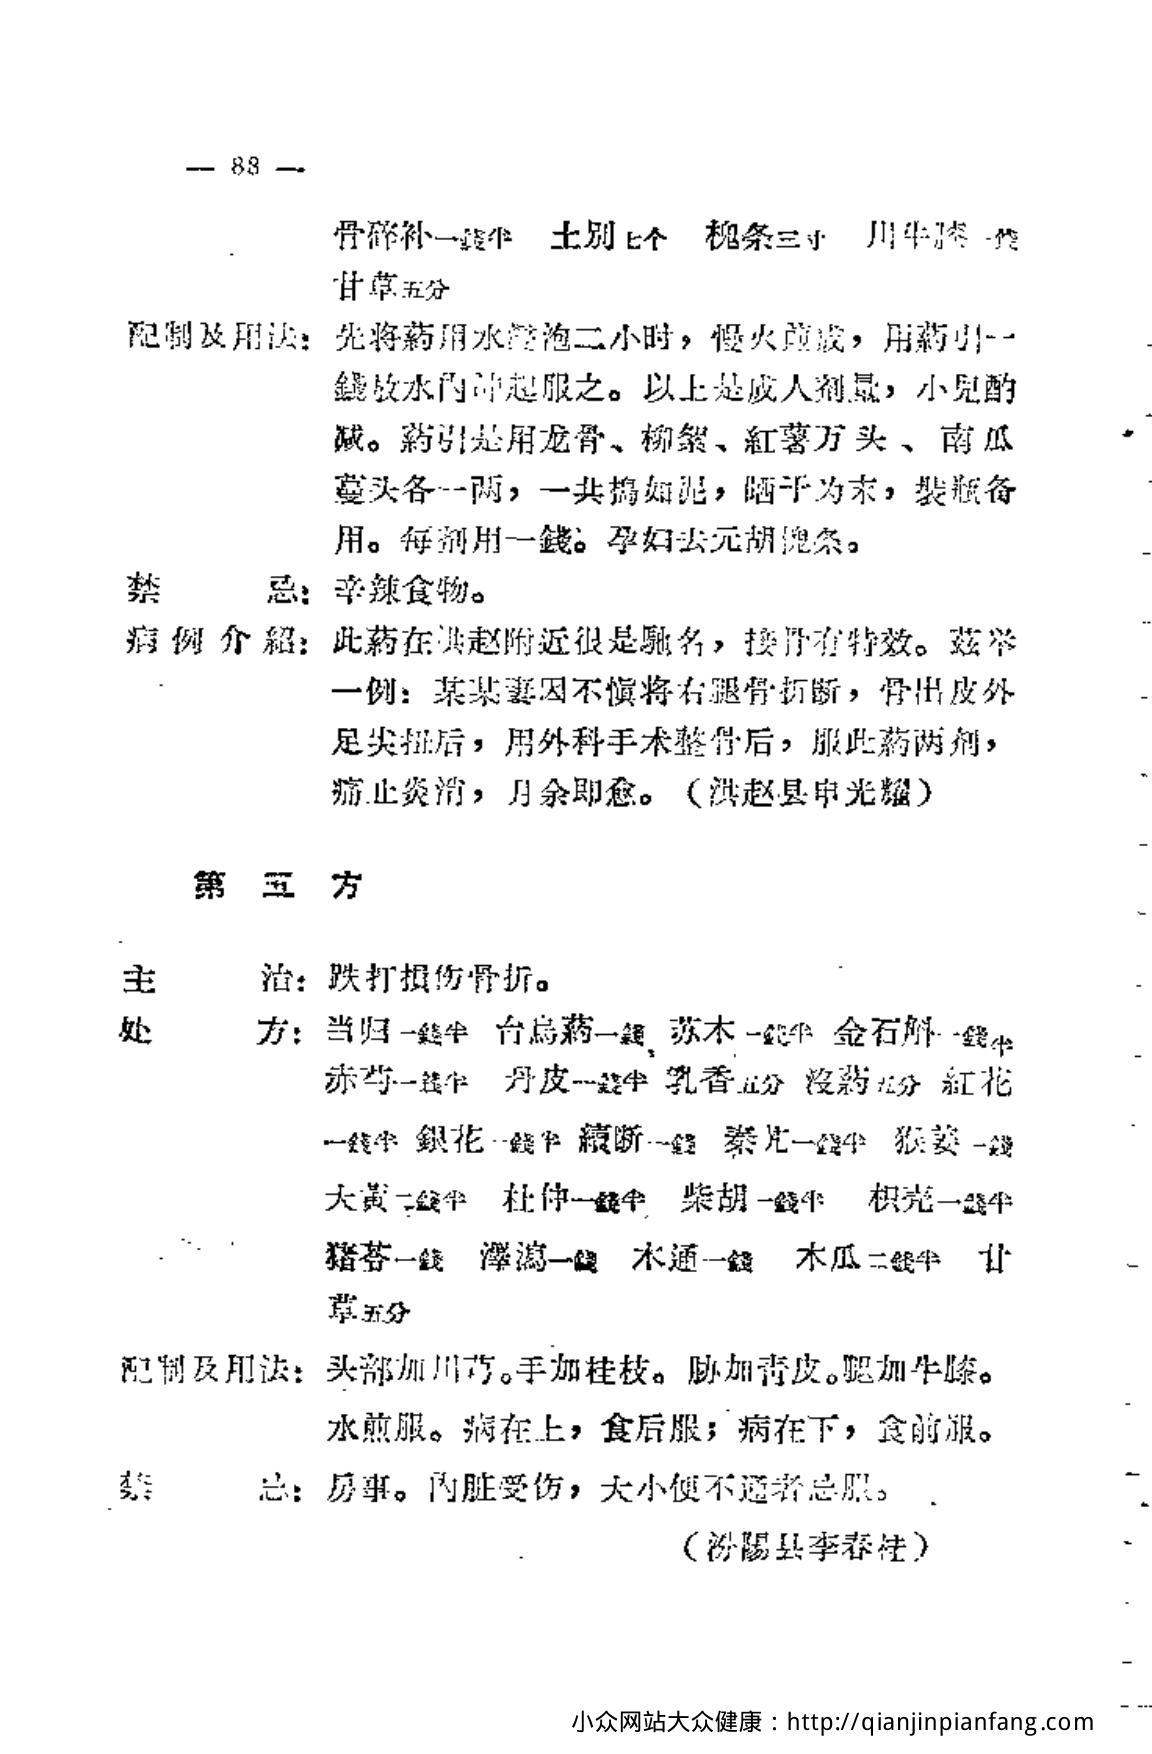 — 88 —
骨碎补一錢半 土别七个 槐条三寸 川牛膝一錢
甘草五分
配制及用法：先将葯用水浸泡二小时，慢火煎成，用葯引一
錢放水內冲起服之。以上是成人剂量，小兒酌
减。葯引是用龙骨、柳絮、紅薯万头、南瓜
蔓头各一两，一共搗如泥，晒干为末，裝瓶备
用。每剂用一錢。孕妇去元胡槐条。
禁 忌：辛辣食物。
病例介紹：此葯在洪赵附近很是馳名，接骨有特效。茲举
一例：某某妻因不慎将右腿骨折断，骨出皮外
足尖扭后，用外科手术整骨后，服此葯两剂，
痛止炎消，月余即愈。（洪赵县申光耀）
第五方
主 治：跌打損伤骨折。
处 方：当归一錢半 台烏葯一錢 苏木一錢半 金石斛一錢半
赤芍一錢半 丹皮一錢半 乳香五分 沒葯五分 紅花
一錢半 銀花一錢半 續断一錢 秦艽一錢半 猴姜一錢
大黃二錢半 杜仲一錢半 柴胡一錢半 枳壳一錢半
猪苓一錢 澤瀉一錢 木通一錢 木瓜二錢半 甘
草五分
配制及用法：头部加川芎。手加桂枝。胁加青皮。腿加牛膝。
水煎服。病在上，食后服；病在下，食前服。
禁 忌：房事。內脏受伤，大小便不通者忌服。
（汾陽县李春桂）
小众网站大众健康：http://qianjinpianfang.com